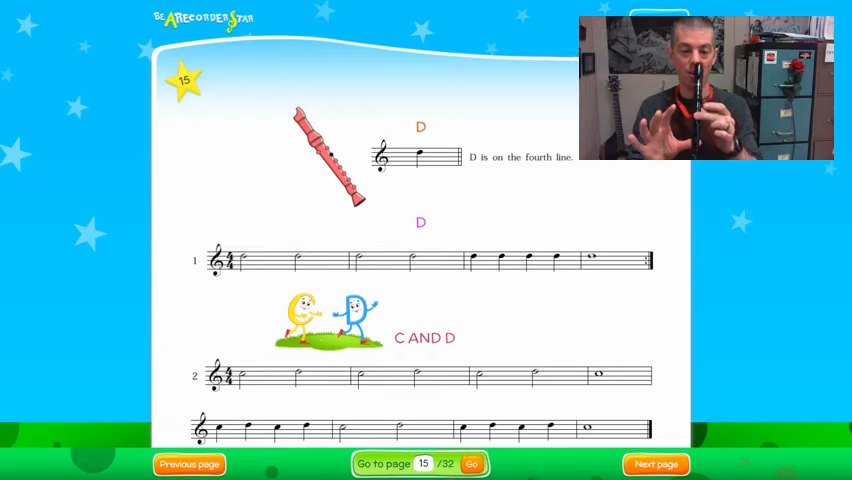 BE A RECORDER STAR
15
D
D is on the fourth line.
D
1
C D
C AND D
2
Previous page
Go to page 15 /32 Go
Next page